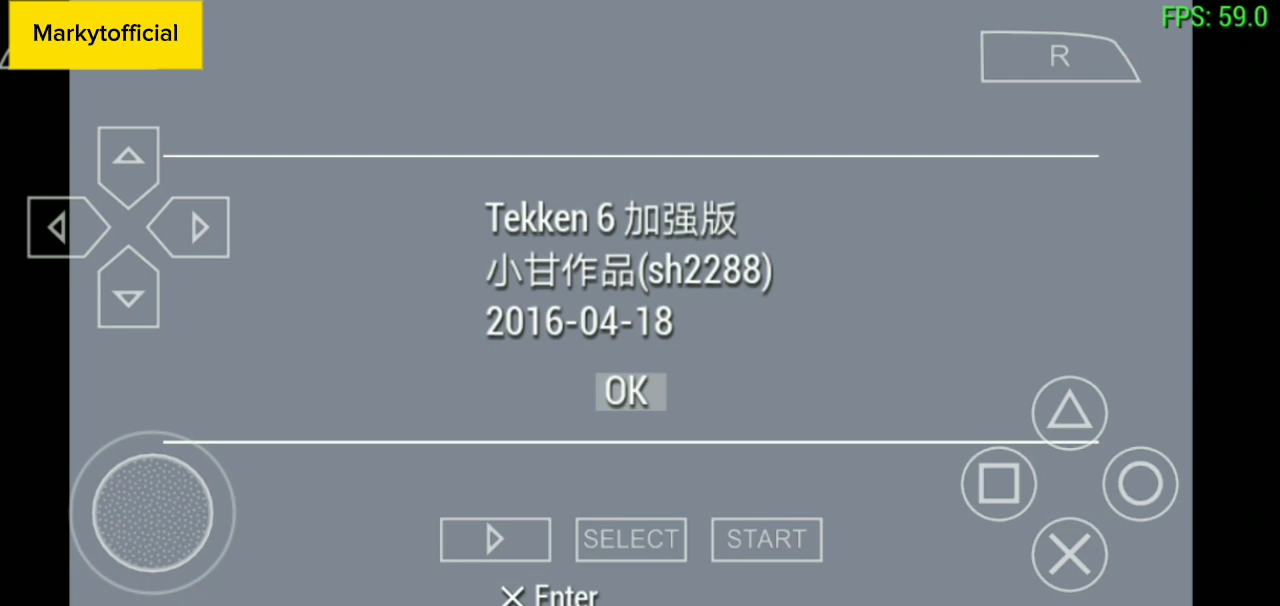 Markytofficial
FPS: 59.0
R
Tekken 6 加强版
小甘作品(sh2288)
2016-04-18
OK
SELECT
START
Enter